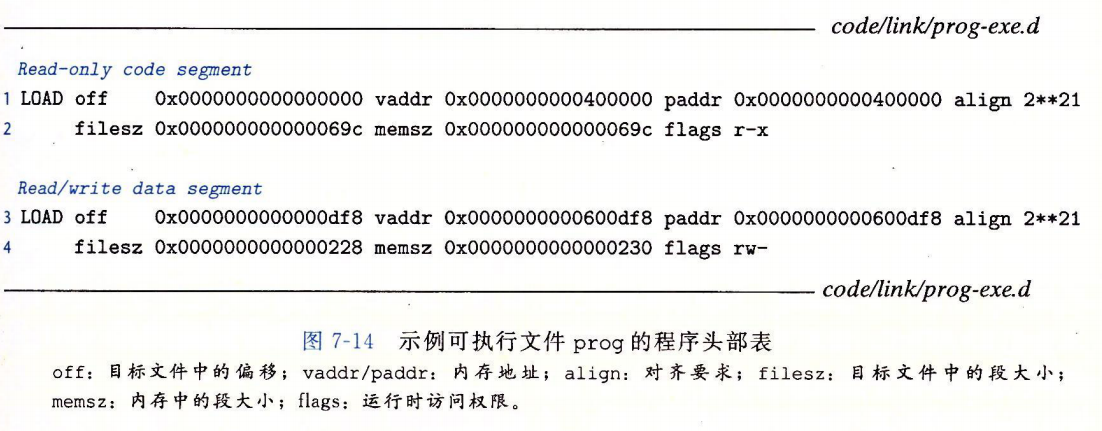 code/link/prog-exe.d
Read-only code segment
1 LOAD off 0x0000000000000000 vaddr 0x0000000000400000 paddr 0x0000000000400000 align 2**21
2 filesz 0x000000000000069c memsz 0x000000000000069c flags r-x
Read/write data segment
3 LOAD off 0x0000000000000df8 vaddr 0x0000000000600df8 paddr 0x0000000000600df8 align 2**21
4 filesz 0x0000000000000228 memsz 0x0000000000000230 flags rw-
code/link/prog-exe.d
图 7-14 示例可执行文件 prog 的程序头部表
off：目标文件中的偏移；vaddr/paddr：内存地址；align：对齐要求；filesz：目标文件中的段大小；
memsz：内存中的段大小；flags：运行时访问权限。